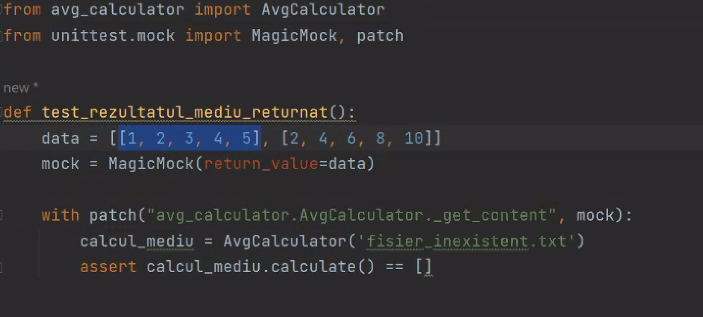 from avg_calculator import AvgCalculator
from unittest.mock import MagicMock, patch
new *
def test_rezultatul_mediu_returnat():
    data = [[1, 2, 3, 4, 5], [2, 4, 6, 8, 10]]
    mock = MagicMock(return_value=data)
    with patch("avg_calculator.AvgCalculator._get_content", mock):
        calcul_mediu = AvgCalculator('fisier_inexistent.txt')
        assert calcul_mediu.calculate() == []